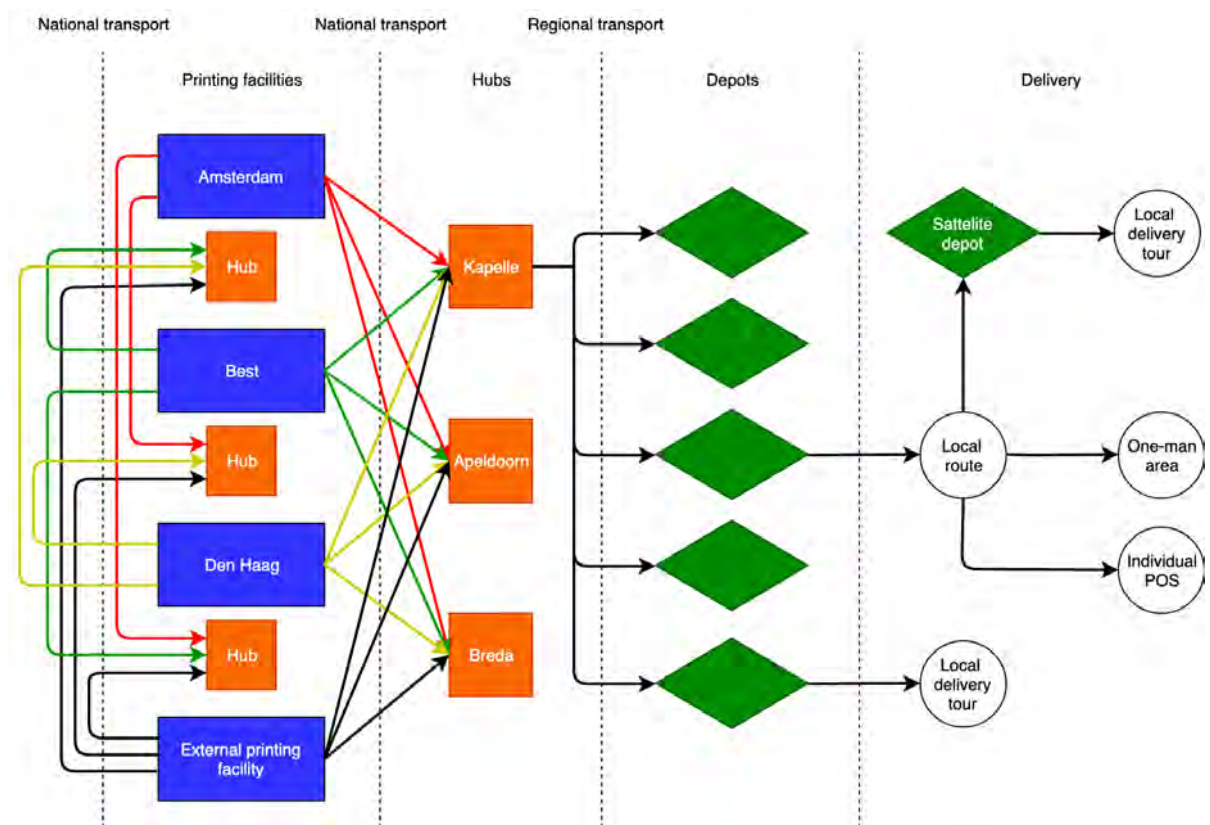 National transport
National transport
Regional transport
Printing facilities
Hubs
Depots
Delivery
Amsterdam
Hub
Best
Hub
Den Haag
Hub
External printing
facility
Kapelle
Apeldoorn
Breda
Sattelite
depot
Local
delivery
tour
Local
route
One-man
area
Individual
POS
Local
delivery
tour